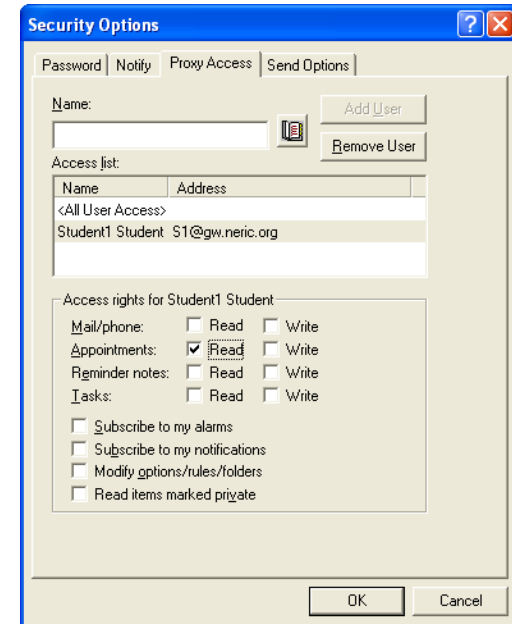 Security Options
Password Notify Proxy Access Send Options
Name:
Add User
Remove User
Access list:
Name Address
<All User Access>
Student1 Student S1@gw.neric.org
Access rights for Student1 Student
Mail/phone: Read Write
Appointments: Read Write
Reminder notes: Read Write
Tasks: Read Write
Subscribe to my alarms
Subscribe to my notifications
Modify options/rules/folders
Read items marked private
OK Cancel